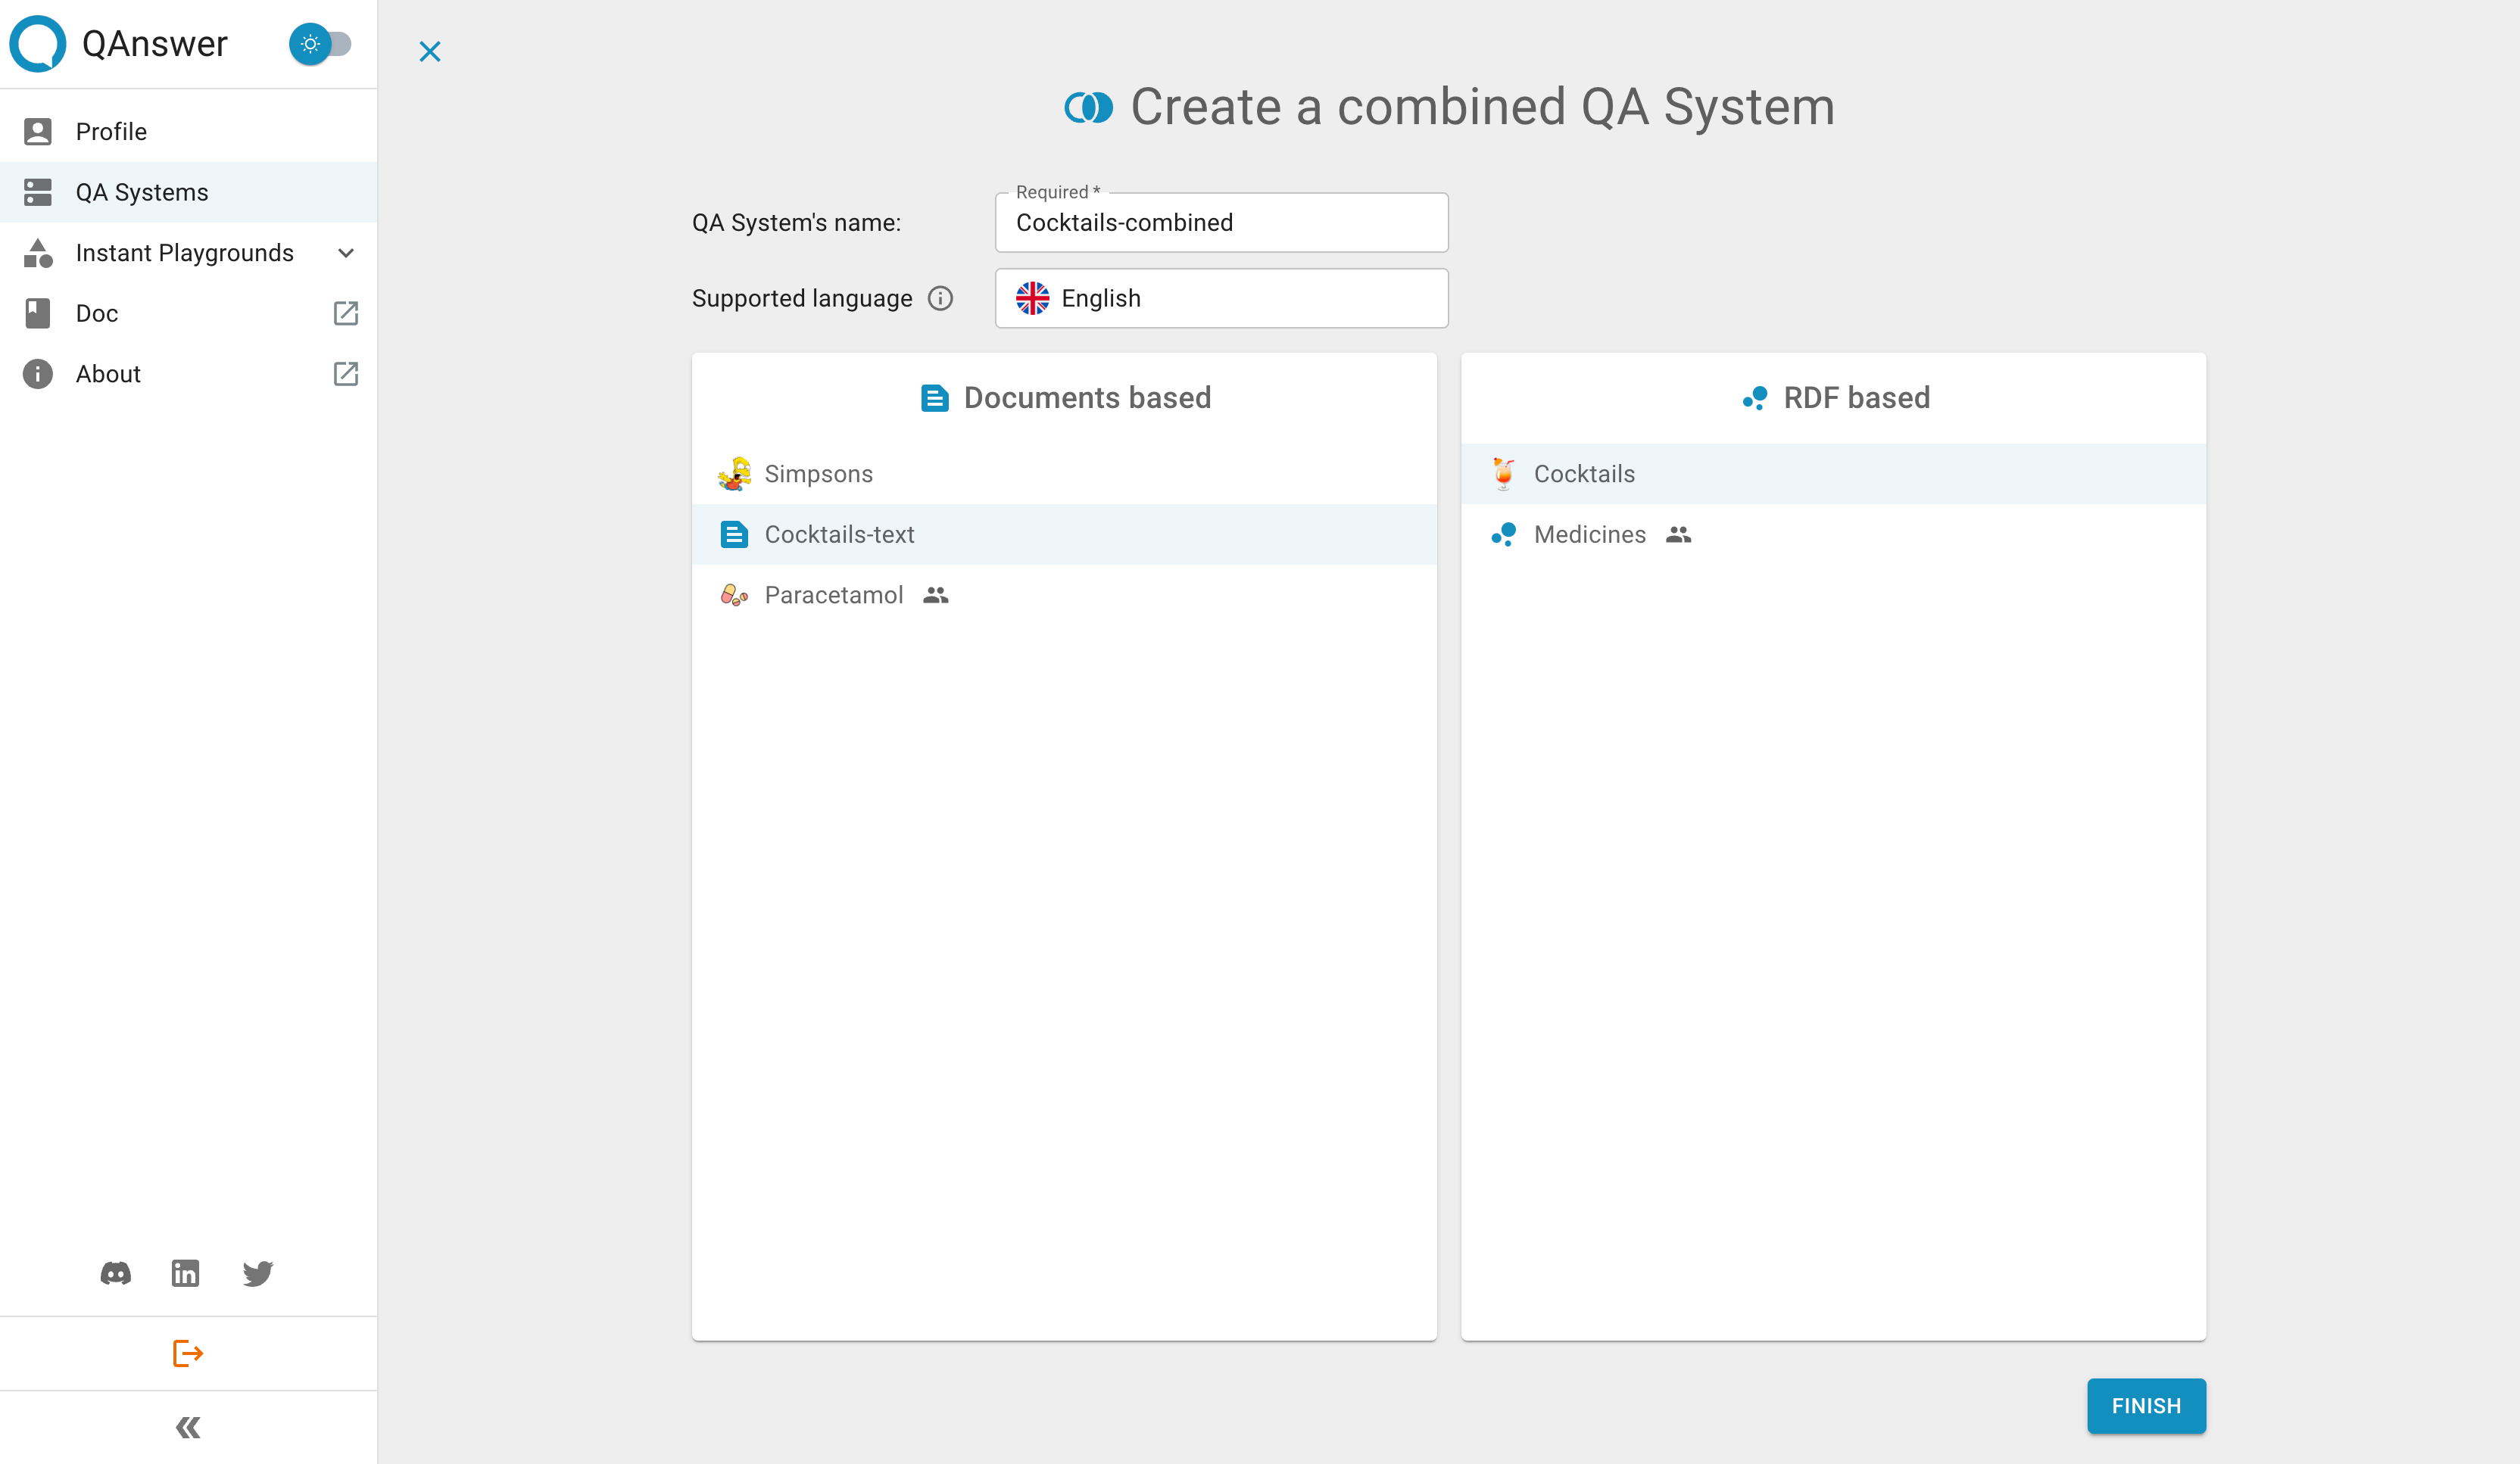 QAnswer
Profile
QA Systems
Instant Playgrounds
Doc
About
Create a combined QA System
Required *
QA System's name:
Cocktails-combined
Supported language
English
Documents based
Simpsons
Cocktails-text
Paracetamol
RDF based
Cocktails
Medicines
FINISH